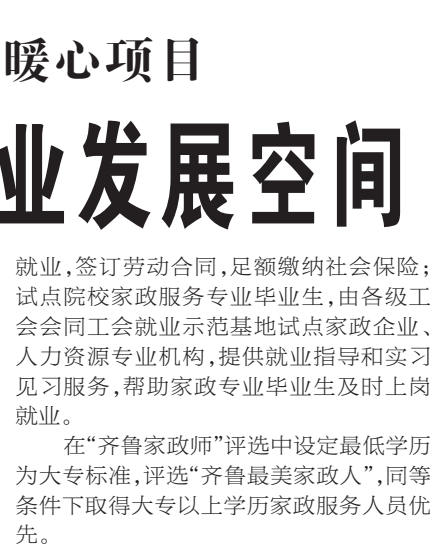 暖心项目
业发展空间
就业,签订劳动合同,足额缴纳社会保险;
试点院校家政服务专业毕业生,由各级工
会会同工会就业示范基地试点家政企业、
人力资源专业机构,提供就业指导和实习
见习服务,帮助家政专业毕业生及时上岗
就业。
在“齐鲁家政师”评选中设定最低学历
为大专标准,评选“齐鲁最美家政人”,同等
条件下取得大专以上学历家政服务人员优
先。